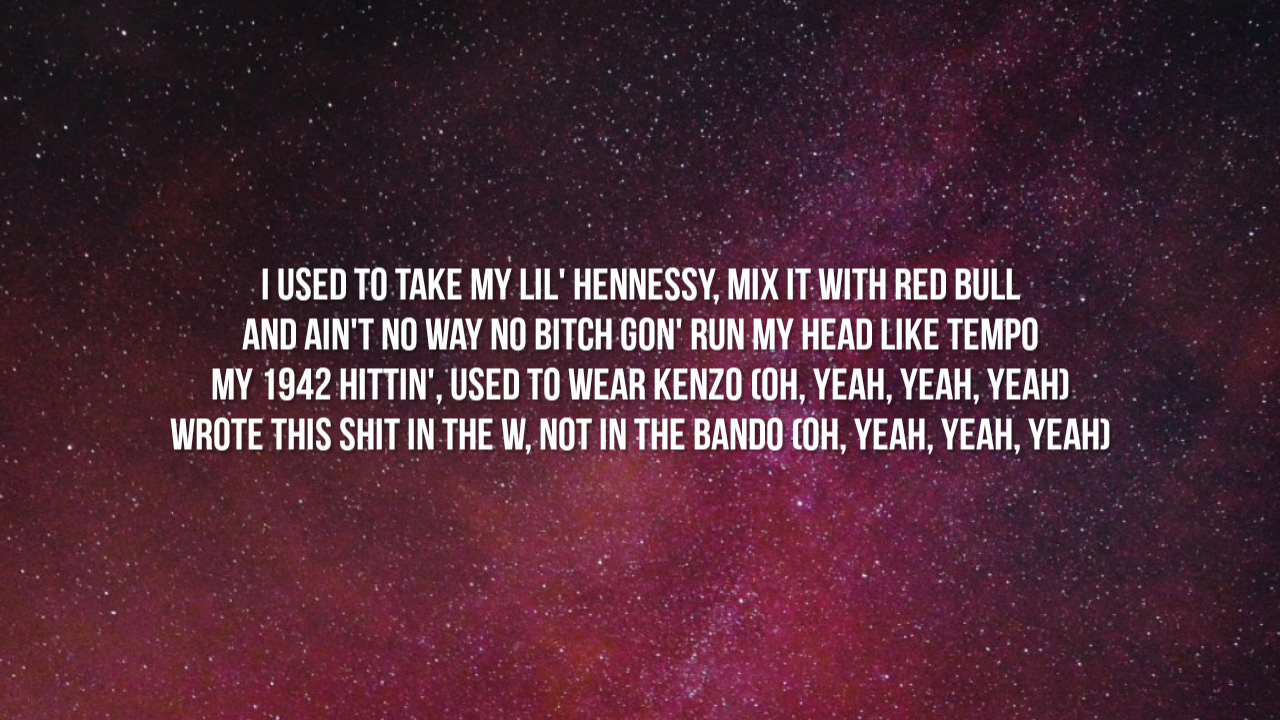 I USED TO TAKE MY LIL' HENNESSY, MIX IT WITH RED BULL
AND AIN'T NO WAY NO BITCH GON' RUN MY HEAD LIKE TEMPO
MY 1942 HITTIN', USED TO WEAR KENZO (OH, YEAH, YEAH, YEAH)
WROTE THIS SHIT IN THE W, NOT IN THE BANDO (OH, YEAH, YEAH, YEAH)